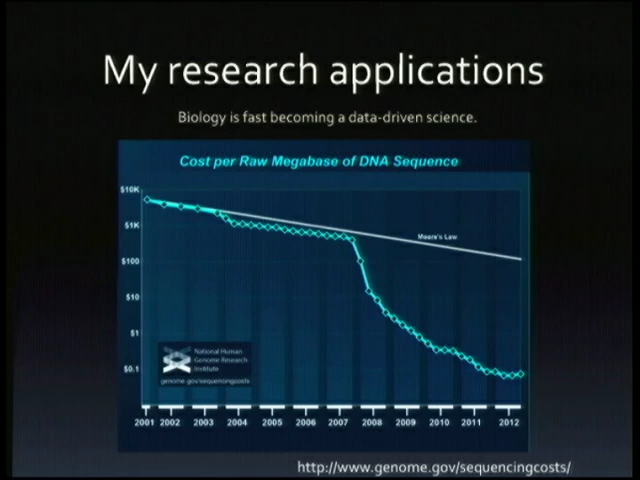 My research applications
Biology is fast becoming a data-driven science.
Cost per Raw Megabase of DNA Sequence
$10K
$1K
$100
$10
$1
$0.1
Moore's Law
National Human
Genome Research
Institute
genome.gov/sequencingcosts
2001 2002 2003 2004 2005 2006 2007 2008 2009 2010 2011 2012
http://www.genome.gov/sequencingcosts/